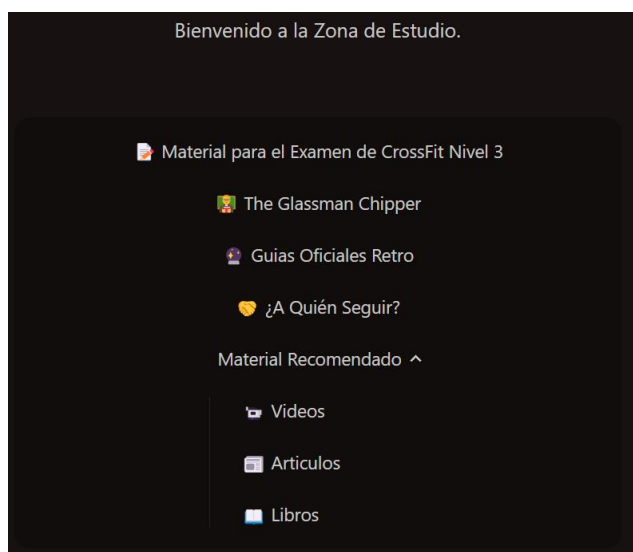 Bienvenido a la Zona de Estudio.
📝 Material para el Examen de CrossFit Nivel 3
👩‍🏫 The Glassman Chipper
🔮 Guias Oficiales Retro
🤝 ¿A Quién Seguir?
Material Recomendado ^
📹 Videos
📰 Articulos
📖 Libros